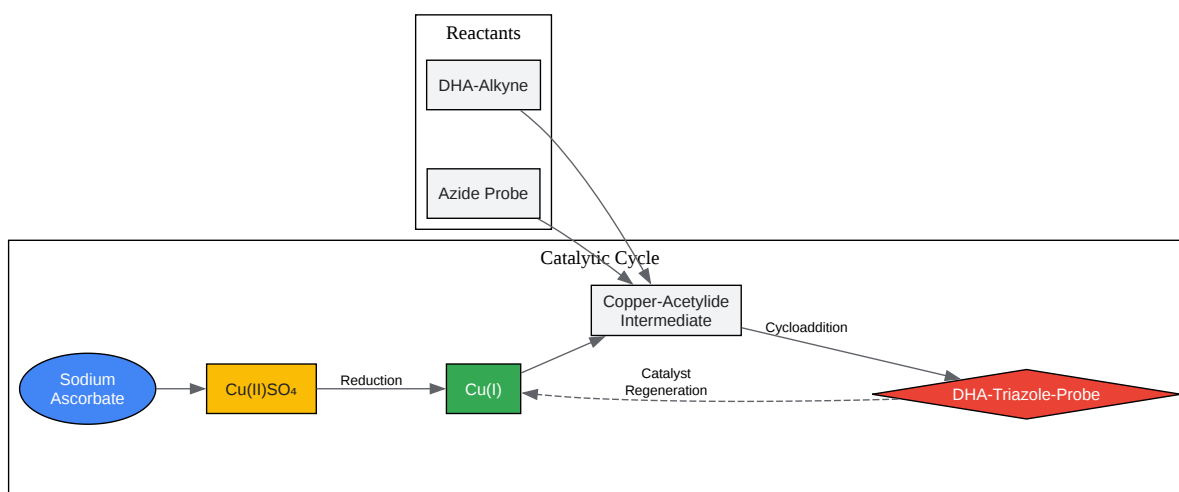 Reactants
DHA-Alkyne
Azide Probe
Catalytic Cycle
Copper-Acetylide
Intermediate
Cycloaddition
Sodium
Ascorbate
Cu(II)SO₄
Reduction
Cu(I)
Catalyst
Regeneration
DHA-Triazole-Probe